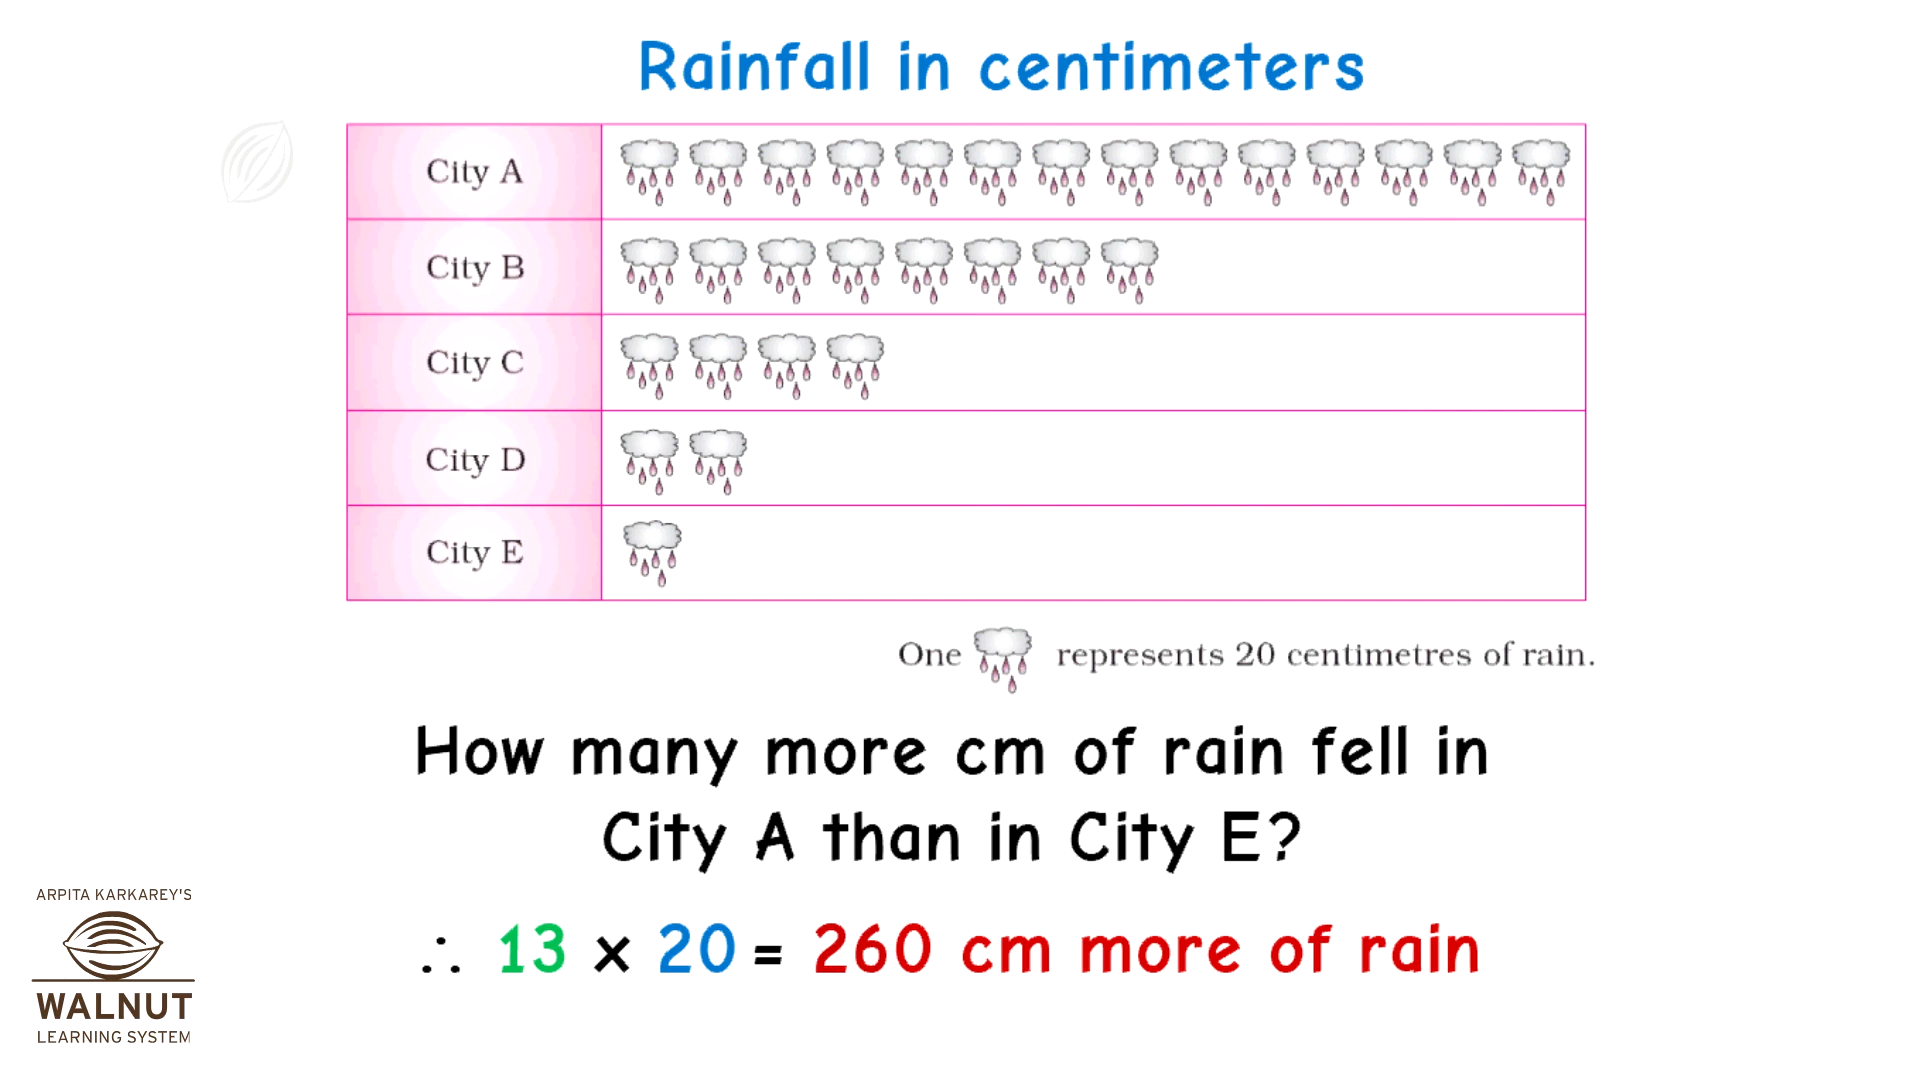 Rainfall in centimeters
City A
City B
City C
City D
City E
One represents 20 centimetres of rain.
How many more cm of rain fell in
City A than in City E?
∴ 13 x 20 = 260 cm more of rain
ARPITA KARKAREY'S
WALNUT
LEARNING SYSTEM